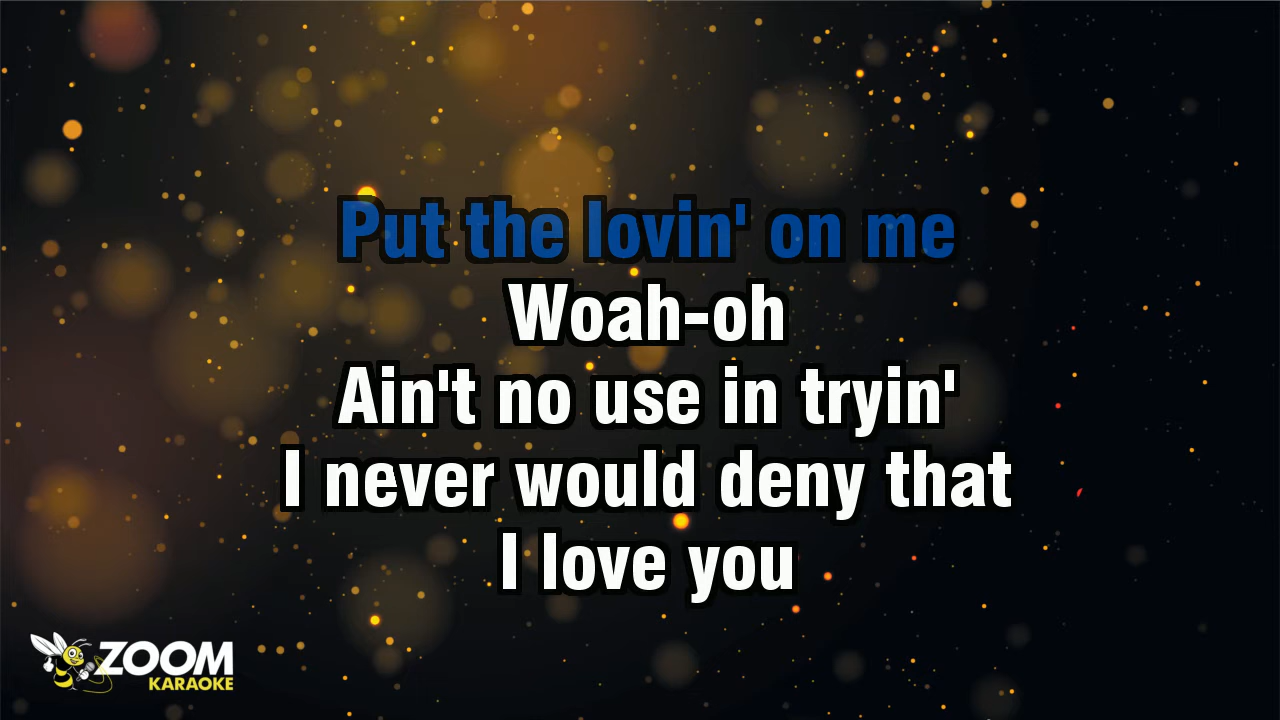 Put the lovin' on me
Woah-oh
Ain't no use in tryin'
I never would deny that
I love you
ZOOM
KARAOKE